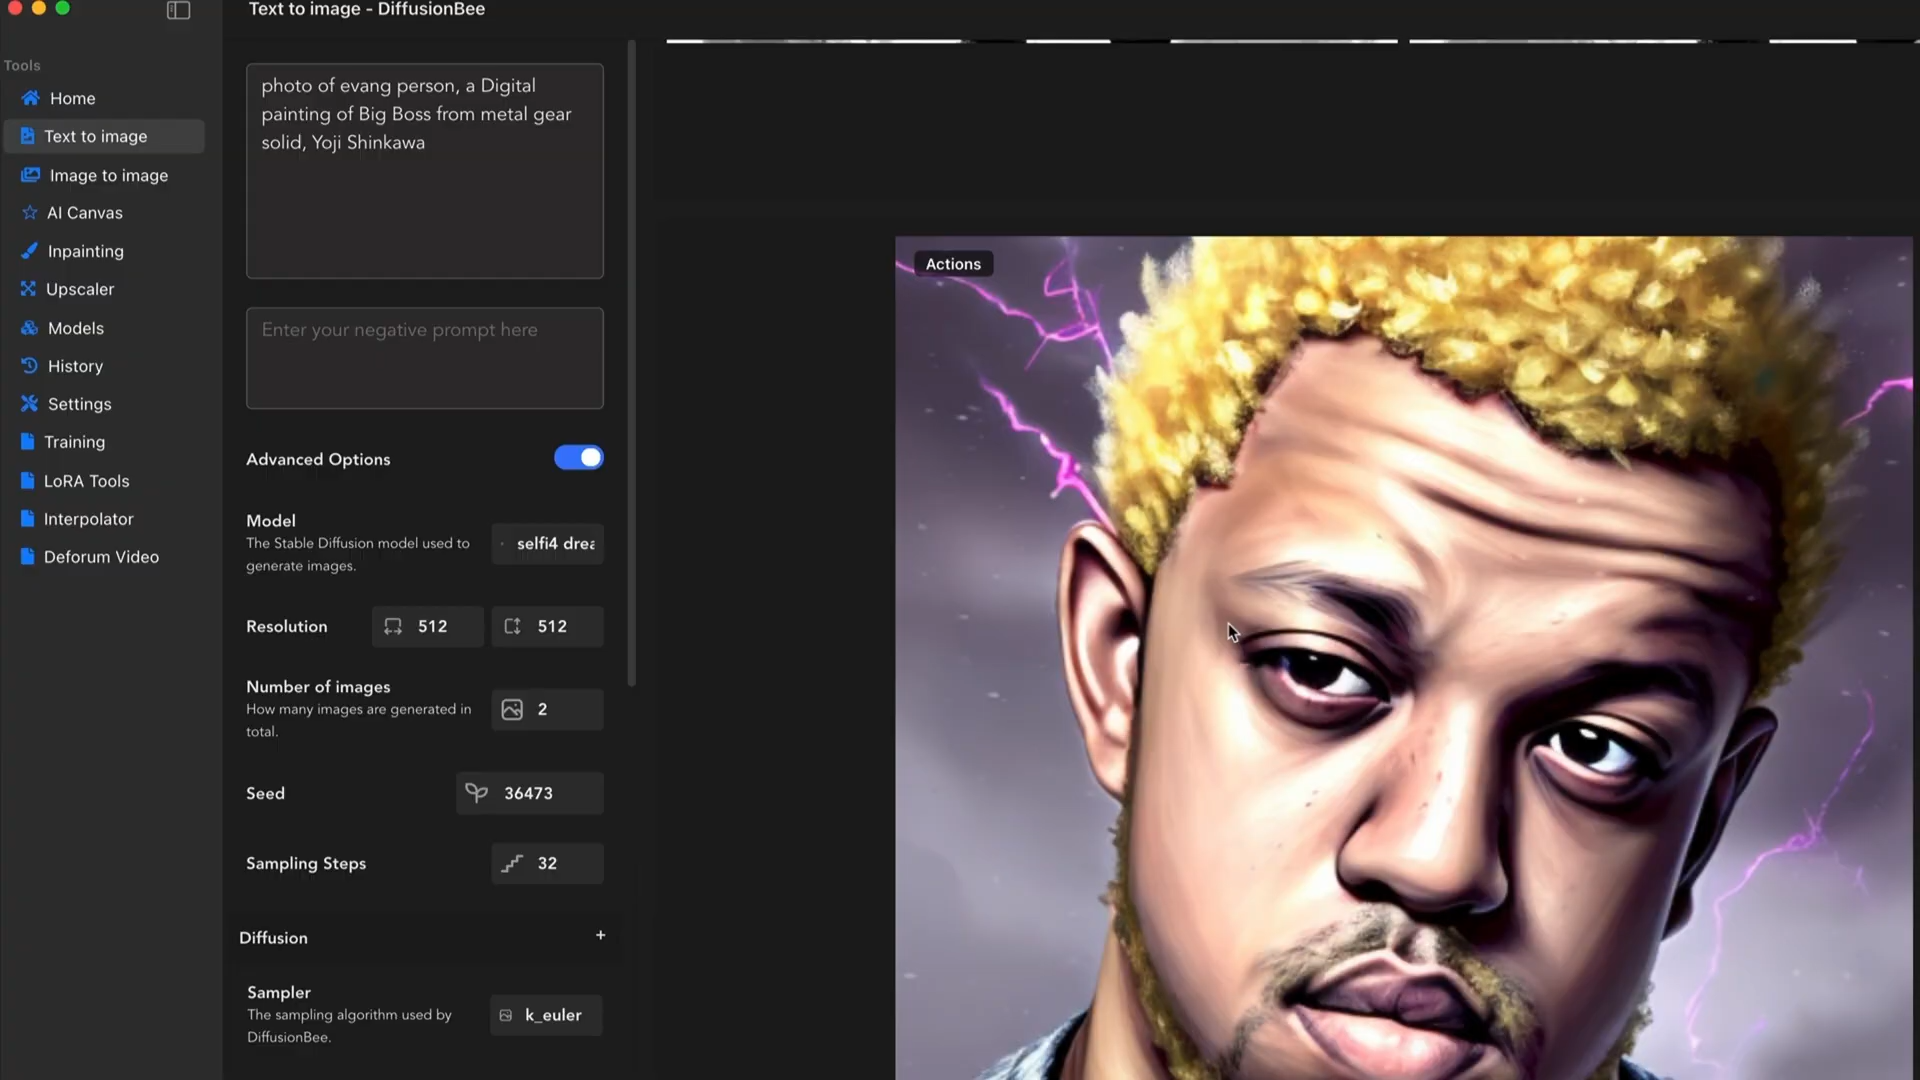 Text to image - DiffusionBee
Tools
Home
Text to image
Image to image
AI Canvas
Inpainting
Upscaler
Models
History
Settings
Training
LoRA Tools
Interpolator
Deforum Video
photo of evang person, a Digital
painting of Big Boss from metal gear
solid, Yoji Shinkawa
Enter your negative prompt here
Advanced Options
Model
The Stable Diffusion model used to
generate images.
selfi4 drea
Resolution
512
512
Number of images
How many images are generated in
total.
2
Seed
36473
Sampling Steps
32
Diffusion
+
Sampler
The sampling algorithm used by
DiffusionBee.
k_euler
Actions